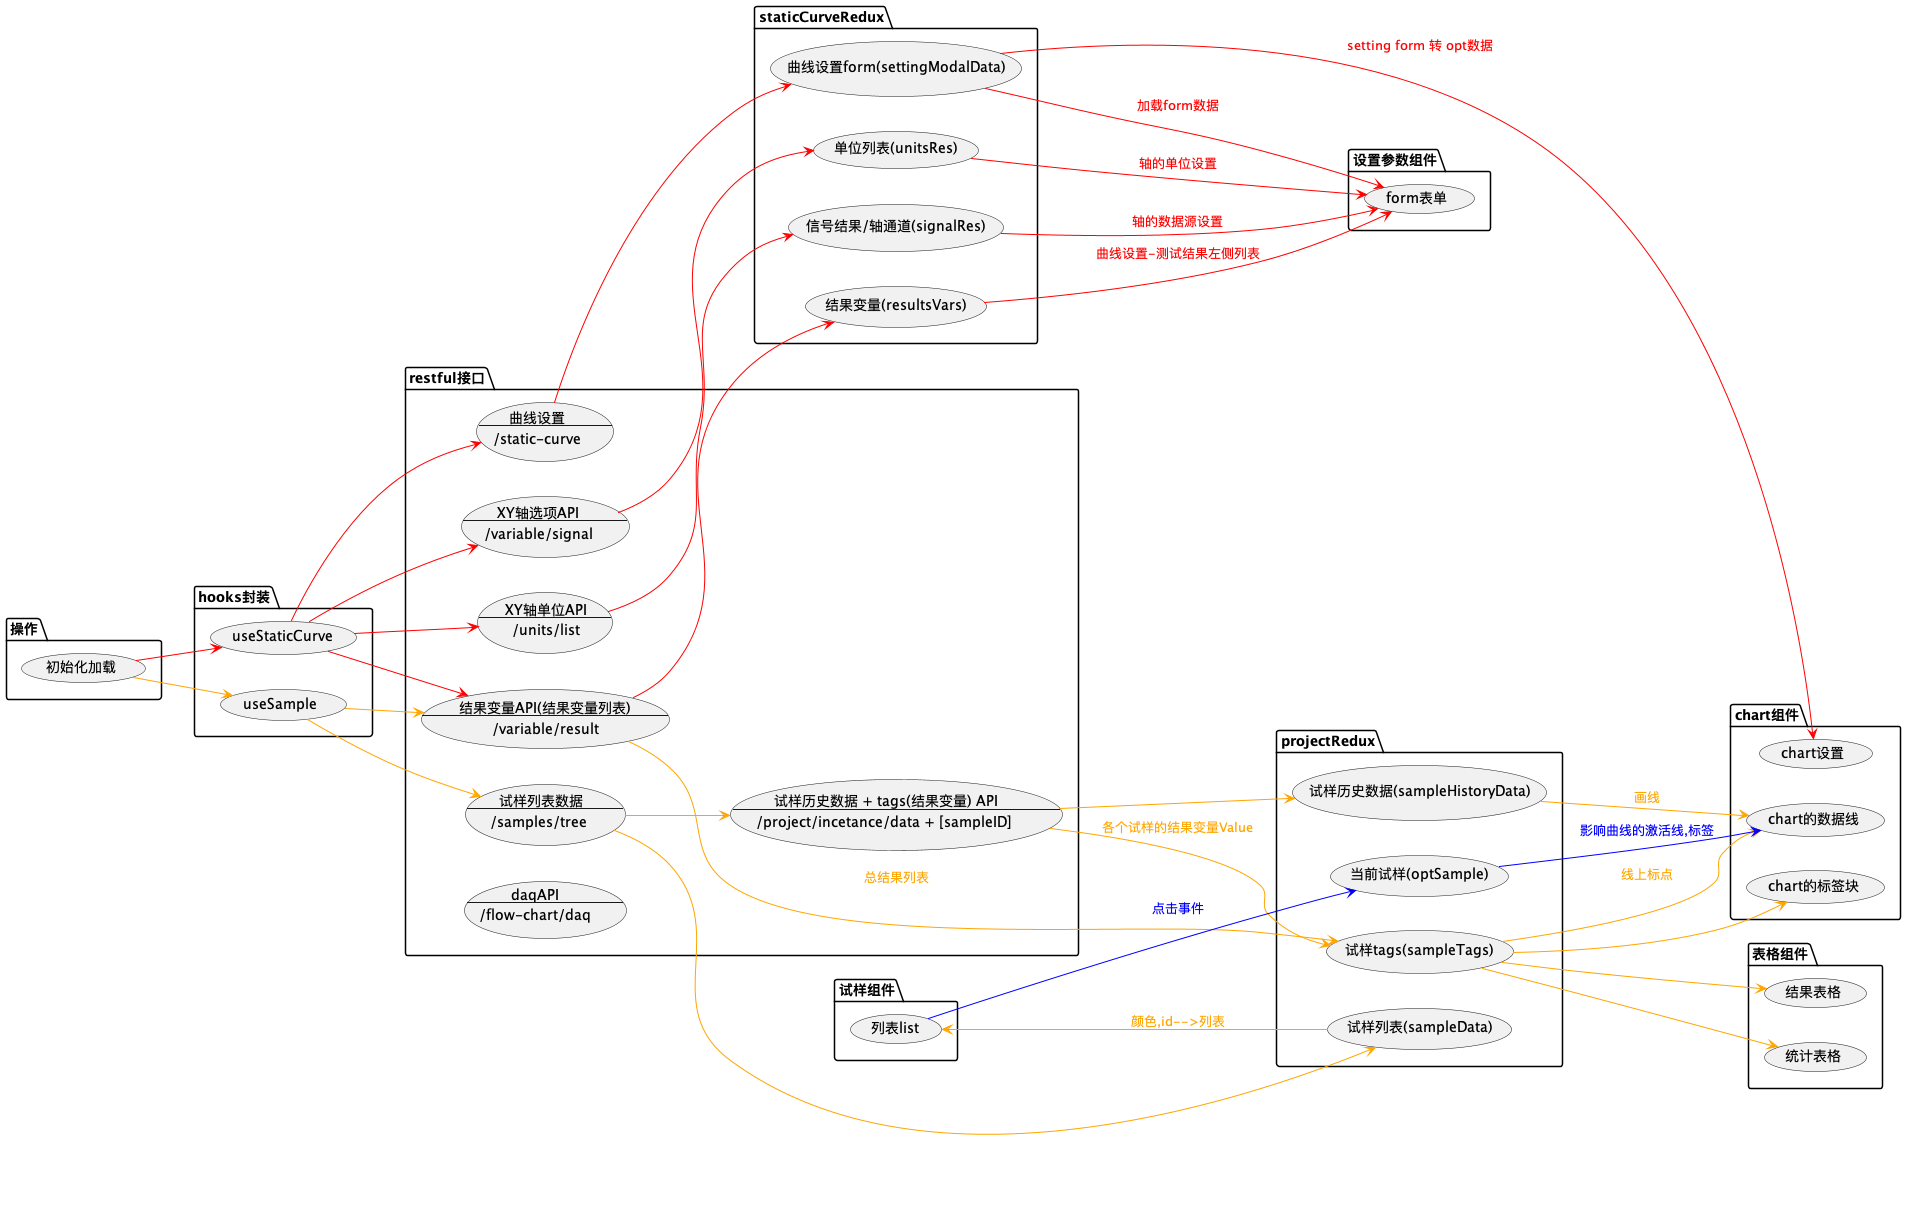 staticCurveRedux
曲线设置form(settingModalData)
单位列表(unitsRes)
信号结果/轴通道(signalRes)
结果变量(resultsVars)
setting form 转 opt数据
加载form数据
轴的单位设置
轴的数据源设置
曲线设置-测试结果左侧列表
设置参数组件
form表单
restful接口
曲线设置
/static-curve
XY轴选项API
/variable/signal
XY轴单位API
/units/list
结果变量API(结果变量列表)
/variable/result
试样列表数据
/samples/tree
daqAPI
/flow-chart/daq
试样历史数据 + tags(结果变量) API
/project/incetance/data + [sampleID]
hooks封装
useStaticCurve
useSample
操作
初始化加载
总结果列表
各个试样的结果变量Value
点击事件
颜色,id-->列表
试样组件
列表list
projectRedux
试样历史数据(sampleHistoryData)
当前试样(optSample)
试样tags(sampleTags)
试样列表(sampleData)
画线
影响曲线的激活线,标签
线上标点
chart组件
chart设置
chart的数据线
chart的标签块
表格组件
结果表格
统计表格